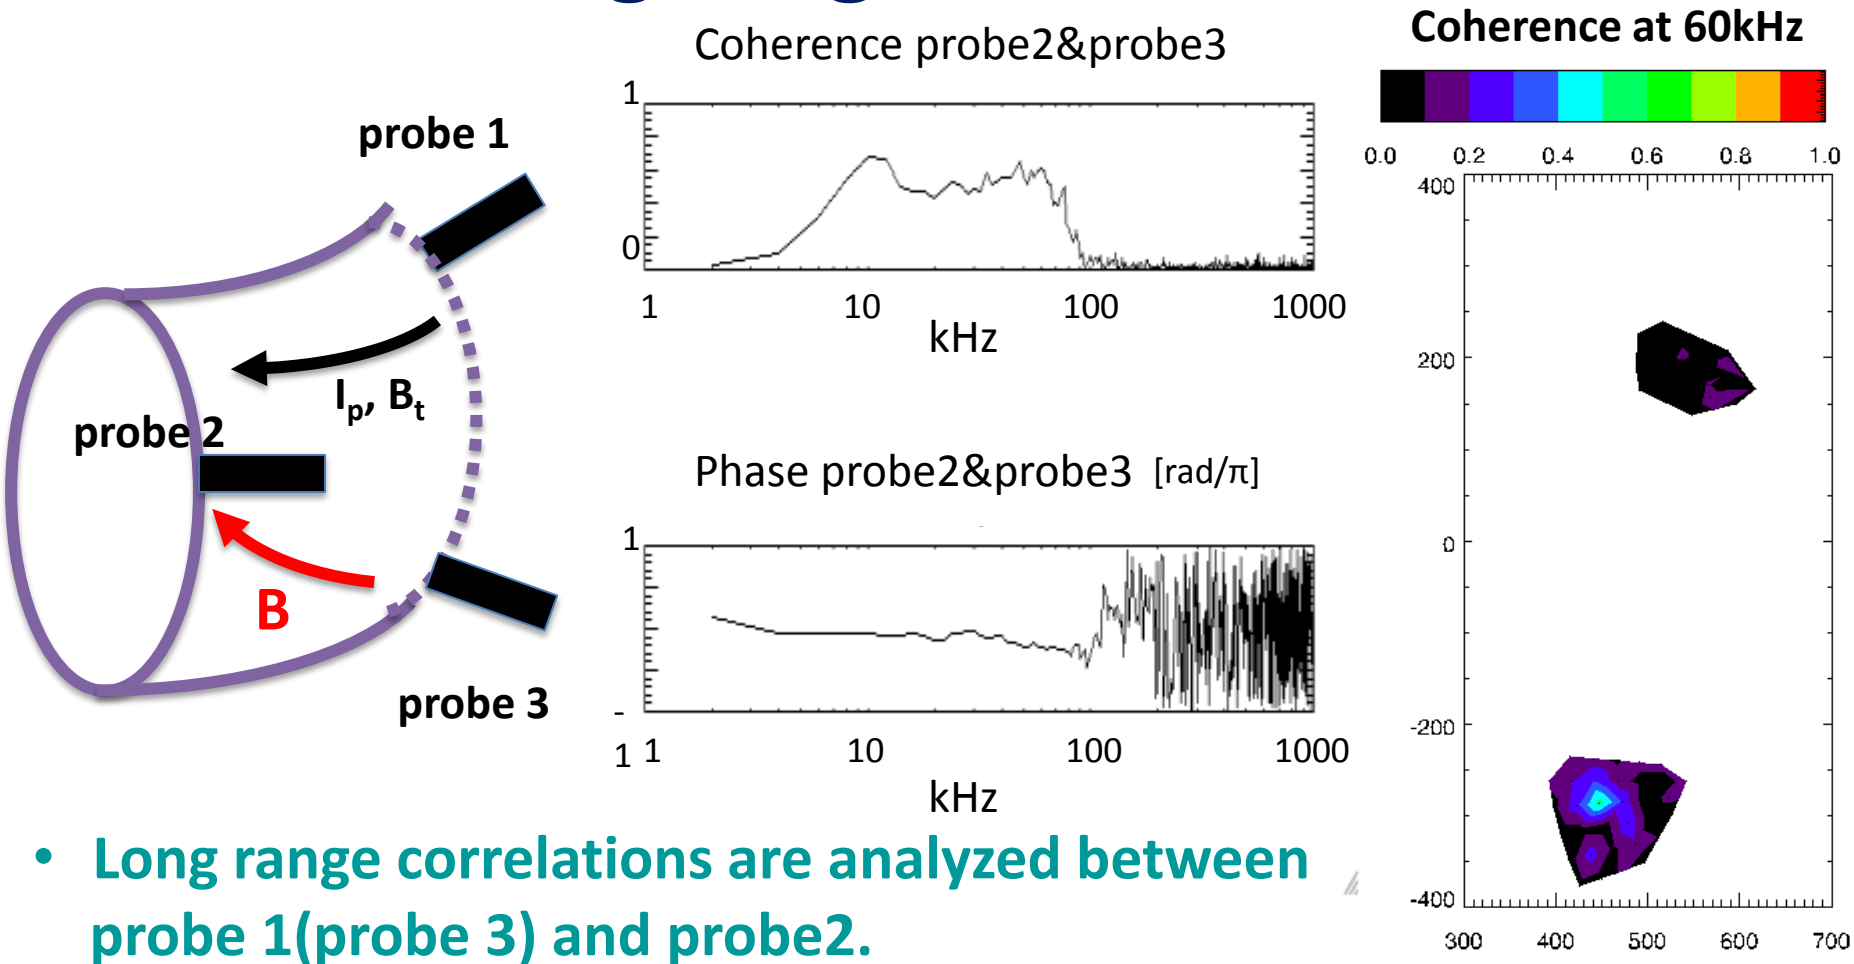 Coherence probe2&probe3
1
0
1 10 100 1000
kHz
probe 1
Ip, Bt
probe 2
B
probe 3
Phase probe2&probe3 [rad/π]
1
-
1
1 10 100 1000
kHz
Coherence at 60kHz
0.0 0.2 0.4 0.6 0.8 1.0
400
200
0
-200
-400
300 400 500 600 700
• Long range correlations are analyzed between
probe 1(probe 3) and probe2.